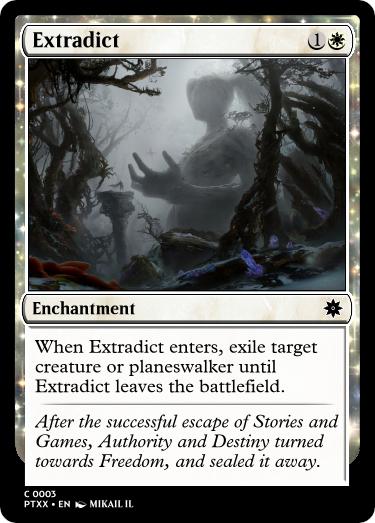 Extradict 1
Enchantment
When Extradict enters, exile target
creature or planeswalker until
Extradict leaves the battlefield.
After the successful escape of Stories and
Games, Authority and Destiny turned
towards Freedom, and sealed it away.
C 0003
PTXX • EN MIKAIL IL